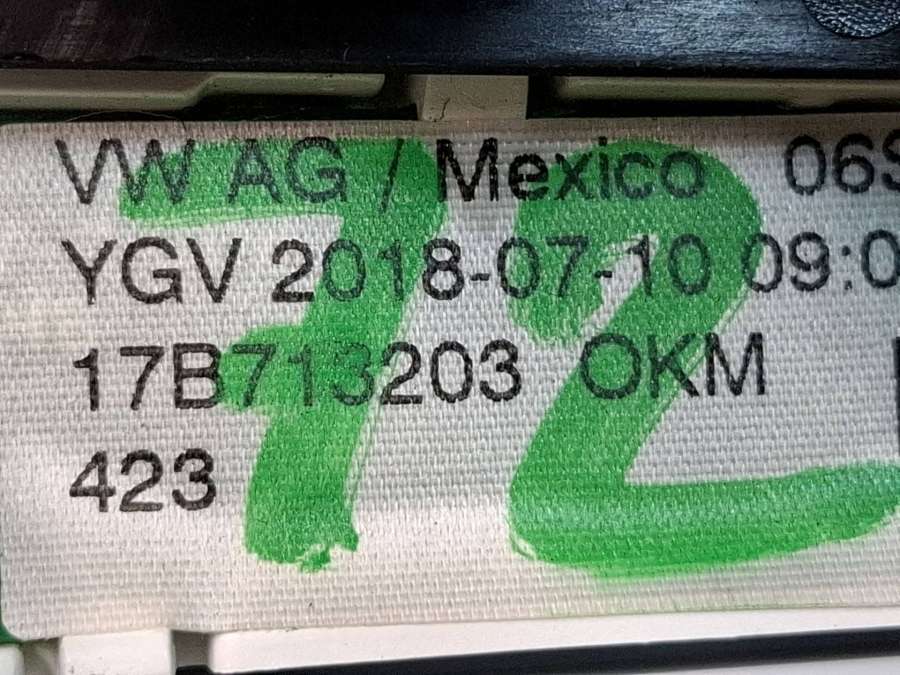 VW AG / Mexico 06S
YGV 2018-07-10 09:0
17B713203 OKM
423
72